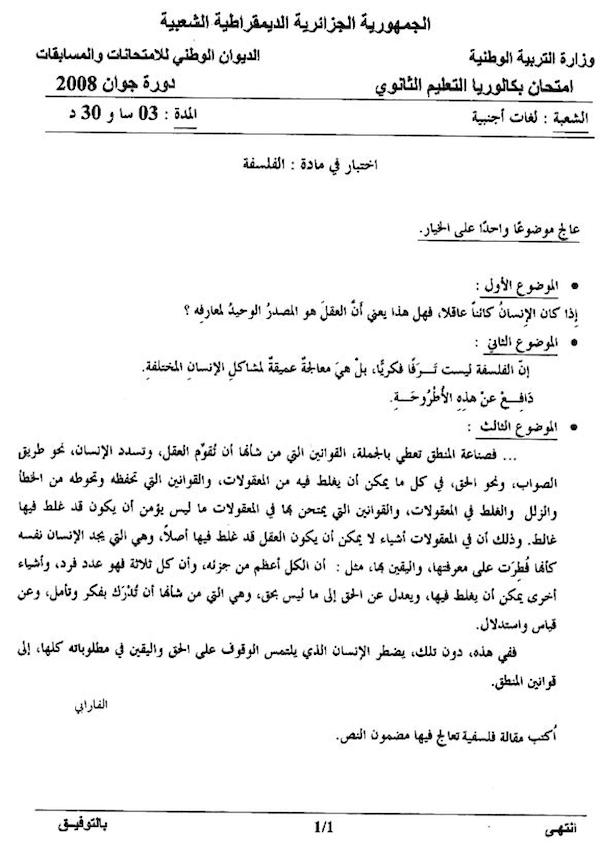 الجمهورية الجزائرية الديمقراطية الشعبية
وزارة التربية الوطنية الديوان الوطني للامتحانات والمسابقات
امتحان بكالوريا التعليم الثانوي دورة جوان 2008
الشعبة : لغات أجنبية المدة : 03 سا و 30 د
اختبار في مادة : الفلسفة
عالج موضوعًا واحدًا على الخيار.
• الموضوع الأول :
إذا كان الإنسانُ كائناً عاقلا، فهل هذا يعني أنَّ العقلَ هو المصدرُ الوحيدُ لمعارفِه ؟
• الموضوع الثاني :
إنّ الفلسفة ليست تَـرَفًا فكريًّا، بلْ هيَ معالجةٌ عميقةٌ لمشاكلِ الإنسانِ المختلفةِ.
دَافِـعْ عنْ هذِهِ الأُطْرُوحَـةِ.
• الموضوع الثالث :
... فصناعة المنطق تعطي بالجملة، القوانين التي من شأنها أن تُقوِّم العقل، وتسدد الإنسان، نحو طريق
الصواب، ونحو الحق، في كل ما يمكن أن يغلط فيه من المعقولات، والقوانين التي تحفظه وتحوطه من الخطأ
والزلل والغلط في المعقولات، والقوانين التي يمتحن بها في المعقولات ما ليس يؤمن أن يكون قد غلط فيها
غالط. وذلك أن في المعقولات أشياء لا يمكن أن يكون العقل قد غلط فيها أصلاً، وهي التي يجد الإنسان نفسه
كأنها فُطِرَت على معرفتها، واليقين بها، مثل : أن الكل أعظم من جزئه، وأن كل ثلاثة فهو عدد فرد، وأشياء
أخرى يمكن أن يغلط فيها، ويعدل عن الحق إلى ما ليس بحق، وهي التي من شأنها أن تُدْرَك بفكر وتأمل، وعن
قياس واستدلال.
ففي هذه، دون تلك، يضطر الإنسان الذي يلتمس الوقوف على الحق واليقين في مطلوباته كلها، إلى
قوانين المنطق.
الفارابي
أكتب مقالة فلسفية تعالج فيها مضمون النص.
انتهى 1/1 بالتوفيـق